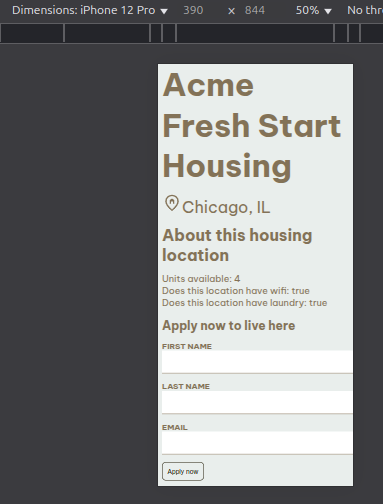 Dimensions: iPhone 12 Pro 390 × 844 50% No thr
Acme
Fresh Start
Housing
Chicago, IL
About this housing
location
Units available: 4
Does this location have wifi: true
Does this location have laundry: true
Apply now to live here
FIRST NAME
LAST NAME
EMAIL
Apply now